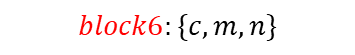 block6: {c, m, n}